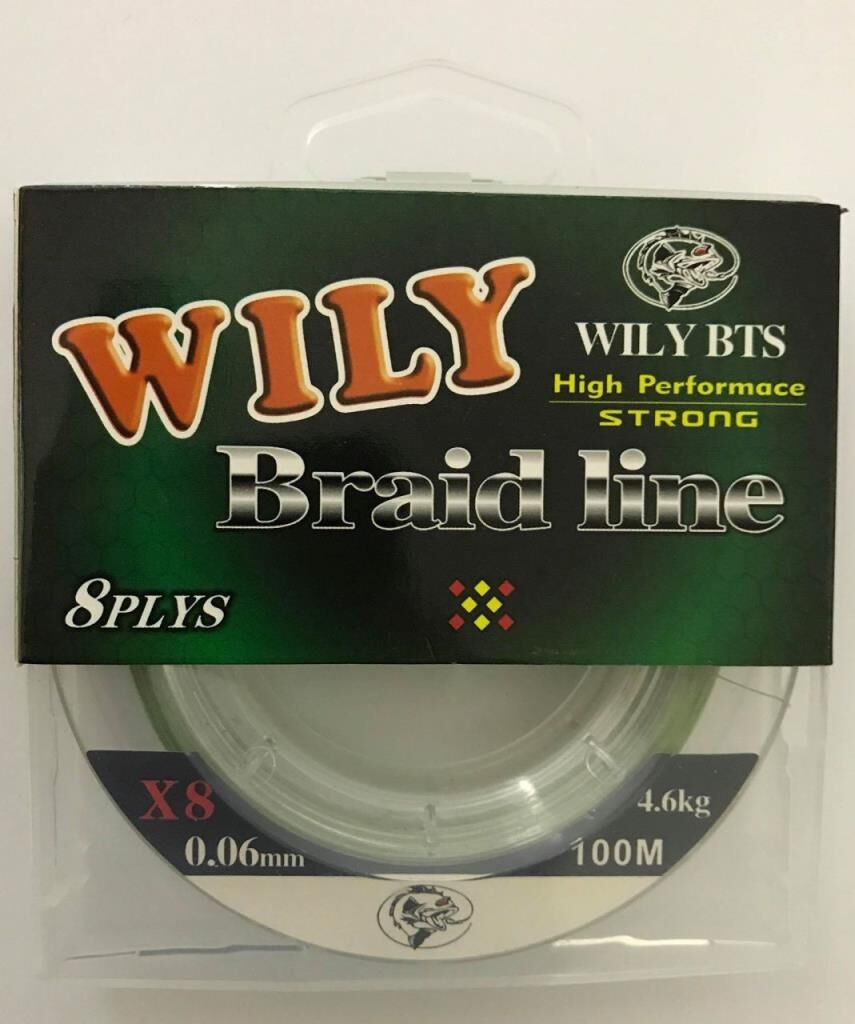 WILY
WILY BTS
High Performace
STRONG
Braid line
8PLYS
X8
4.6kg
0.06mm
100M